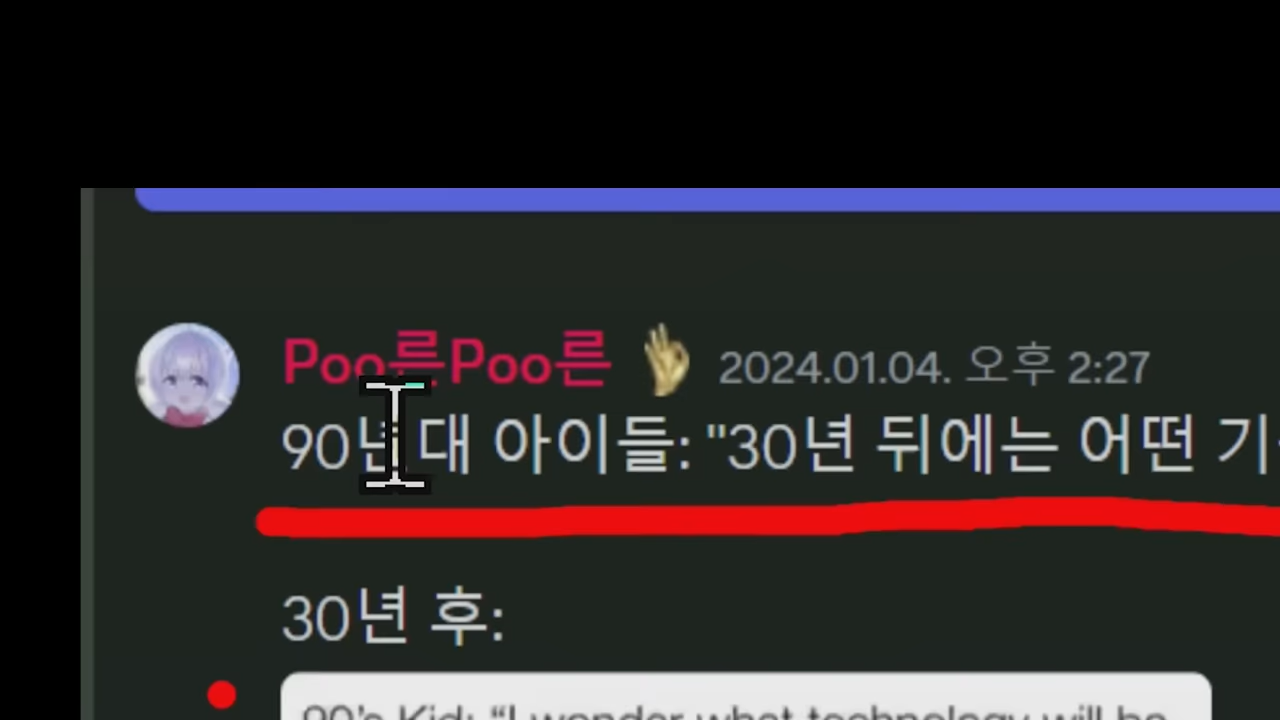 Poo른Poo른 👌 2024.01.04. 오후 2:27
90년대 아이들: "30년 뒤에는 어떤 기
30년 후:
90's Kid: “I wonder what technology will be